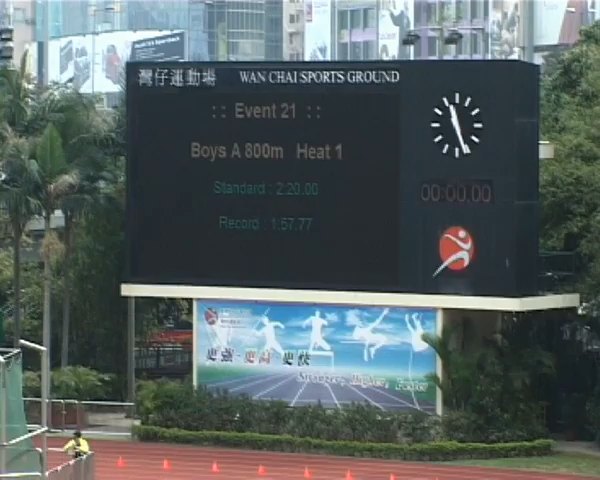 灣仔運動場 WAN CHAI SPORTS GROUND
: : Event 21 : :
Boys A 800m Heat 1
Standard : 2:20.00
Record : 1:57.77
00:00.00
更強·更高 更快
Stronger, Higher, Faster